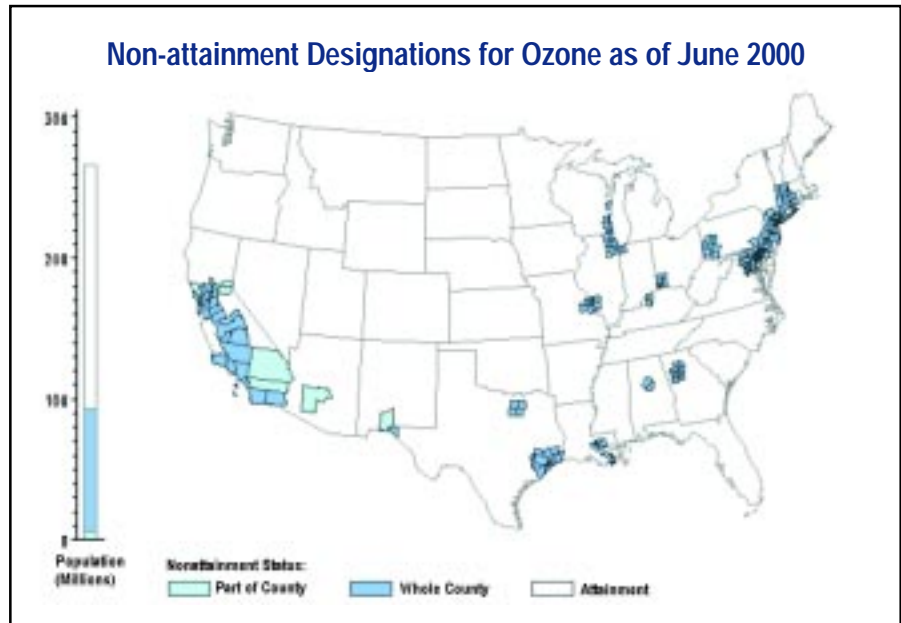 Non-attainment Designations for Ozone as of June 2000
300
200
100
0
Population
(Millions)
Nonattainment Status:
Part of County
Whole County
Attainment